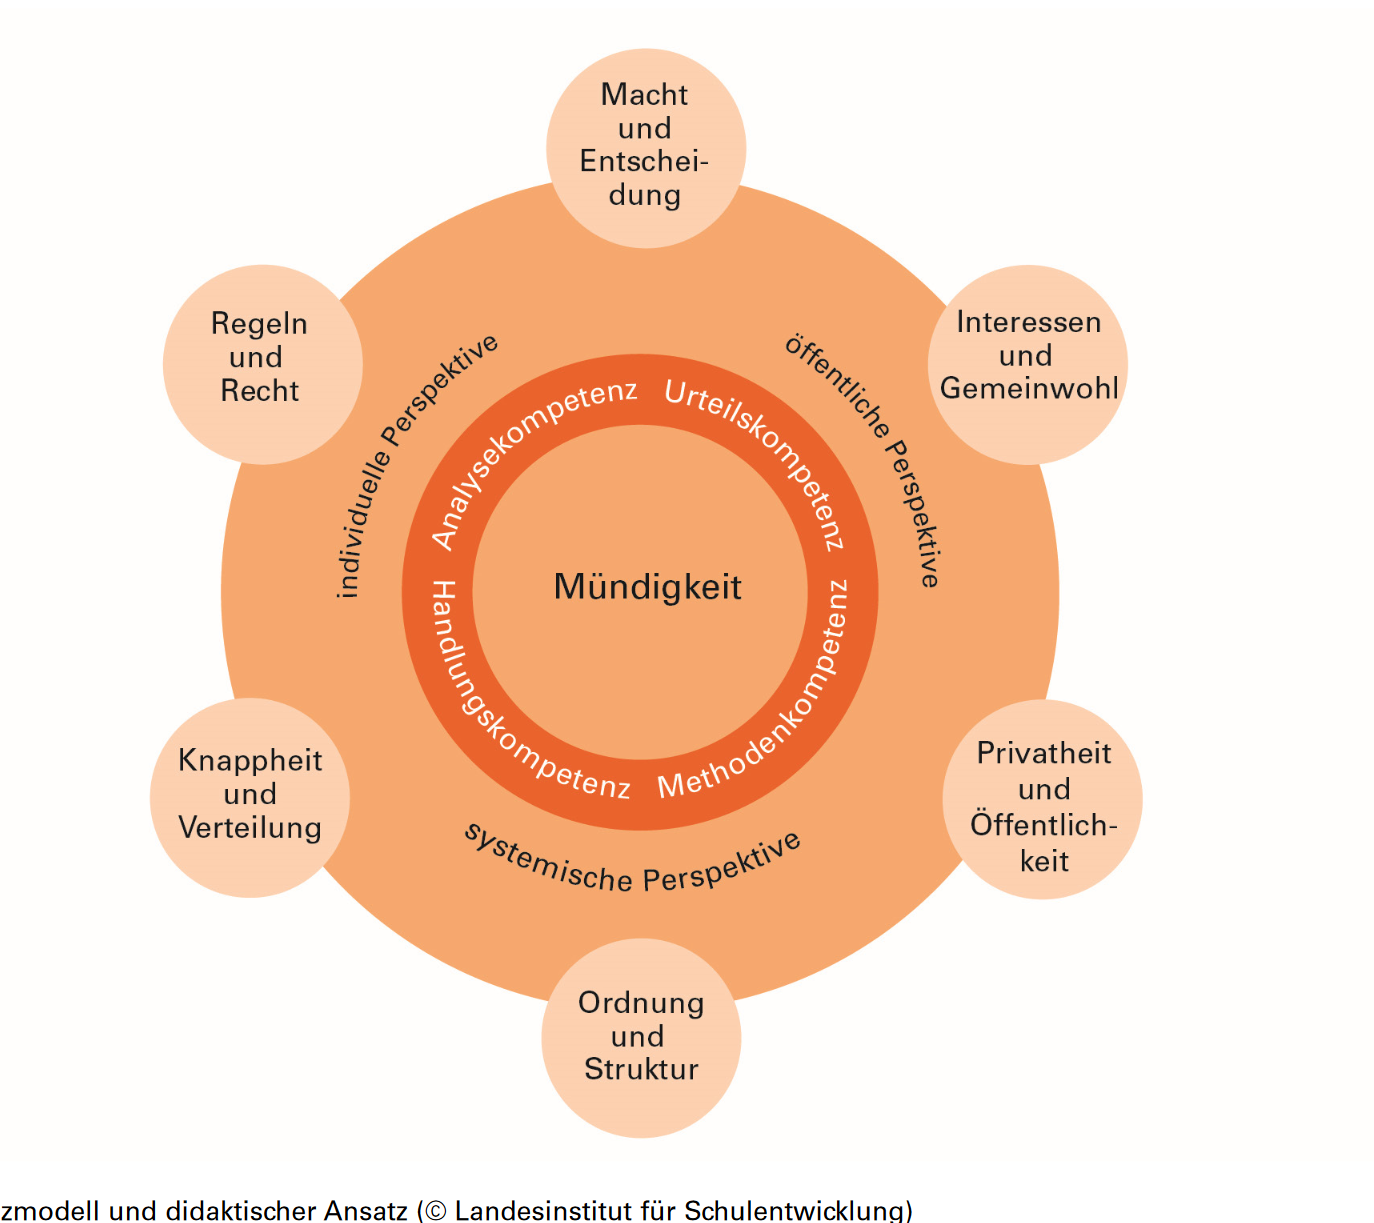 Macht
und
Entschei-
dung
Regeln
und
Recht
Interessen
und
Gemeinwohl
individuelle Perspektive
öffentliche Perspektive
Analysekompetenz
Urteilskompetenz
Mündigkeit
Handlungskompetenz
Methodenkompetenz
Knappheit
und
Verteilung
Privatheit
und
Öffentlich-
keit
systemische Perspektive
Ordnung
und
Struktur
zmodell und didaktischer Ansatz (© Landesinstitut für Schulentwicklung)